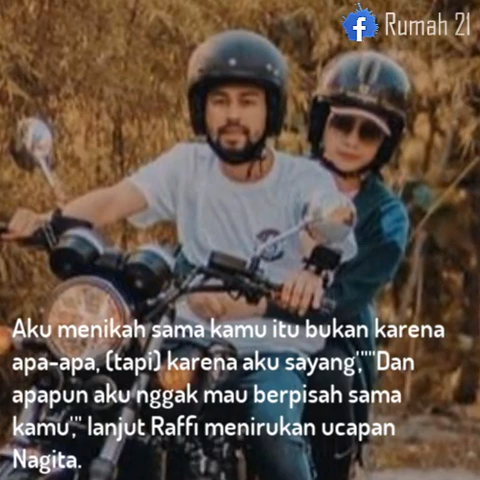 f Rumah 21
Aku menikah sama kamu itu bukan karena
apa-apa, (tapi) karena aku sayang,'""Dan
apapun aku nggak mau berpisah sama
kamu,'" lanjut Raffi menirukan ucapan
Nagita.